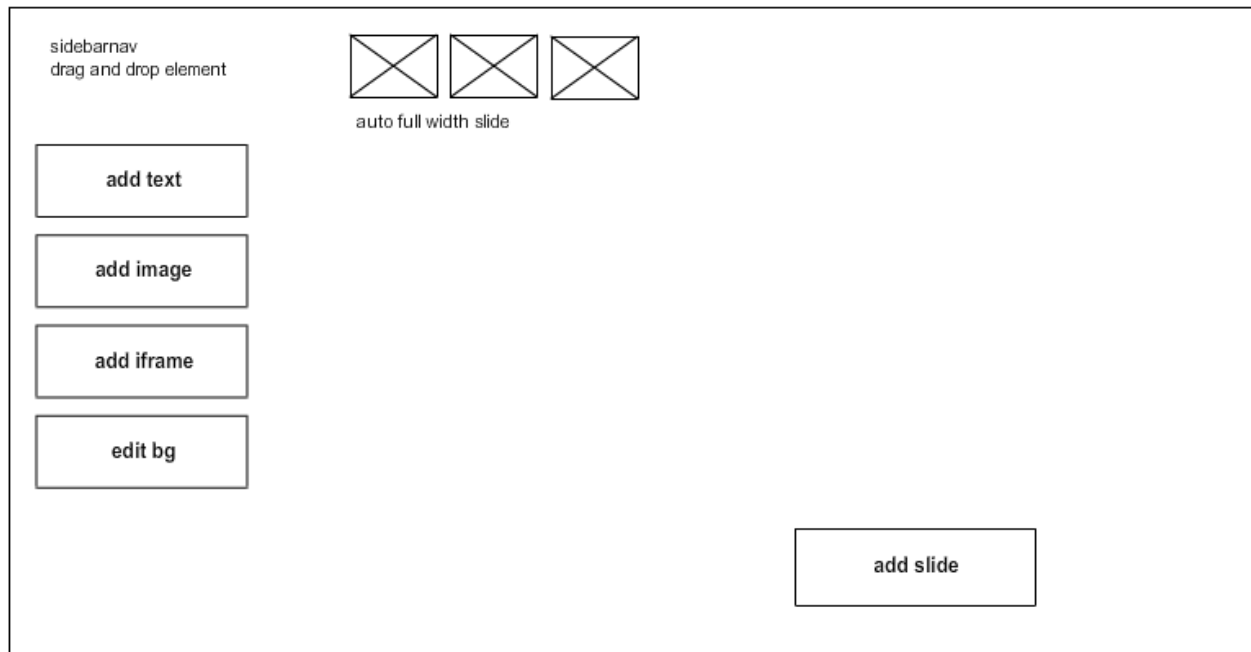 sidebarnav
drag and drop element
auto full width slide
add text
add image
add iframe
edit bg
add slide